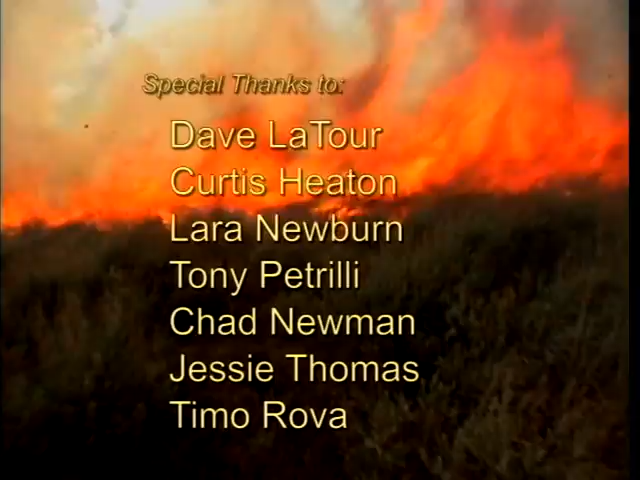 Special Thanks to:
Dave LaTour
Curtis Heaton
Lara Newburn
Tony Petrilli
Chad Newman
Jessie Thomas
Timo Rova